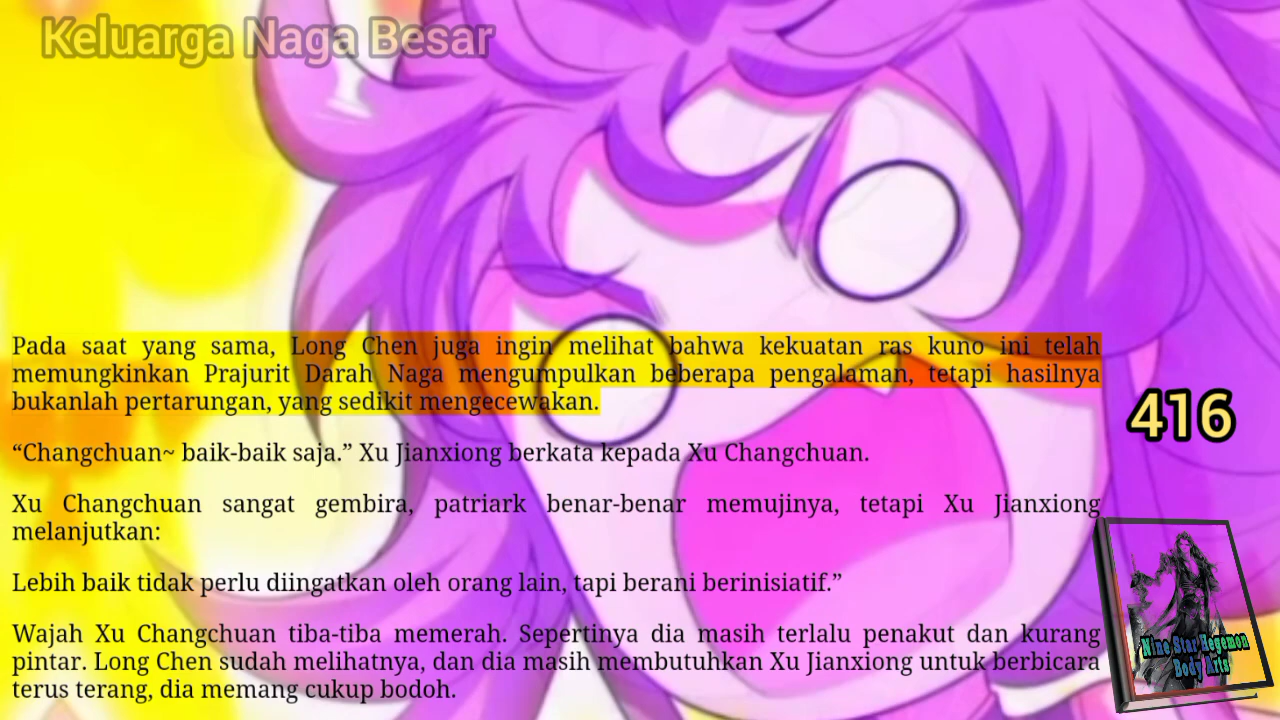 Keluarga Naga Besar
Pada saat yang sama, Long Chen juga ingin melihat bahwa kekuatan ras kuno ini telah
memungkinkan Prajurit Darah Naga mengumpulkan beberapa pengalaman, tetapi hasilnya
bukanlah pertarungan, yang sedikit mengecewakan.
“Changchuan~ baik-baik saja.” Xu Jianxiong berkata kepada Xu Changchuan.
Xu Changchuan sangat gembira, patriark benar-benar memujinya, tetapi Xu Jianxiong
melanjutkan:
Lebih baik tidak perlu diingatkan oleh orang lain, tapi berani berinisiatif.”
Wajah Xu Changchuan tiba-tiba memerah. Sepertinya dia masih terlalu penakut dan kurang
pintar. Long Chen sudah melihatnya, dan dia masih membutuhkan Xu Jianxiong untuk berbicara
terus terang, dia memang cukup bodoh.
416
Nine Star Hegemon
Body Arts